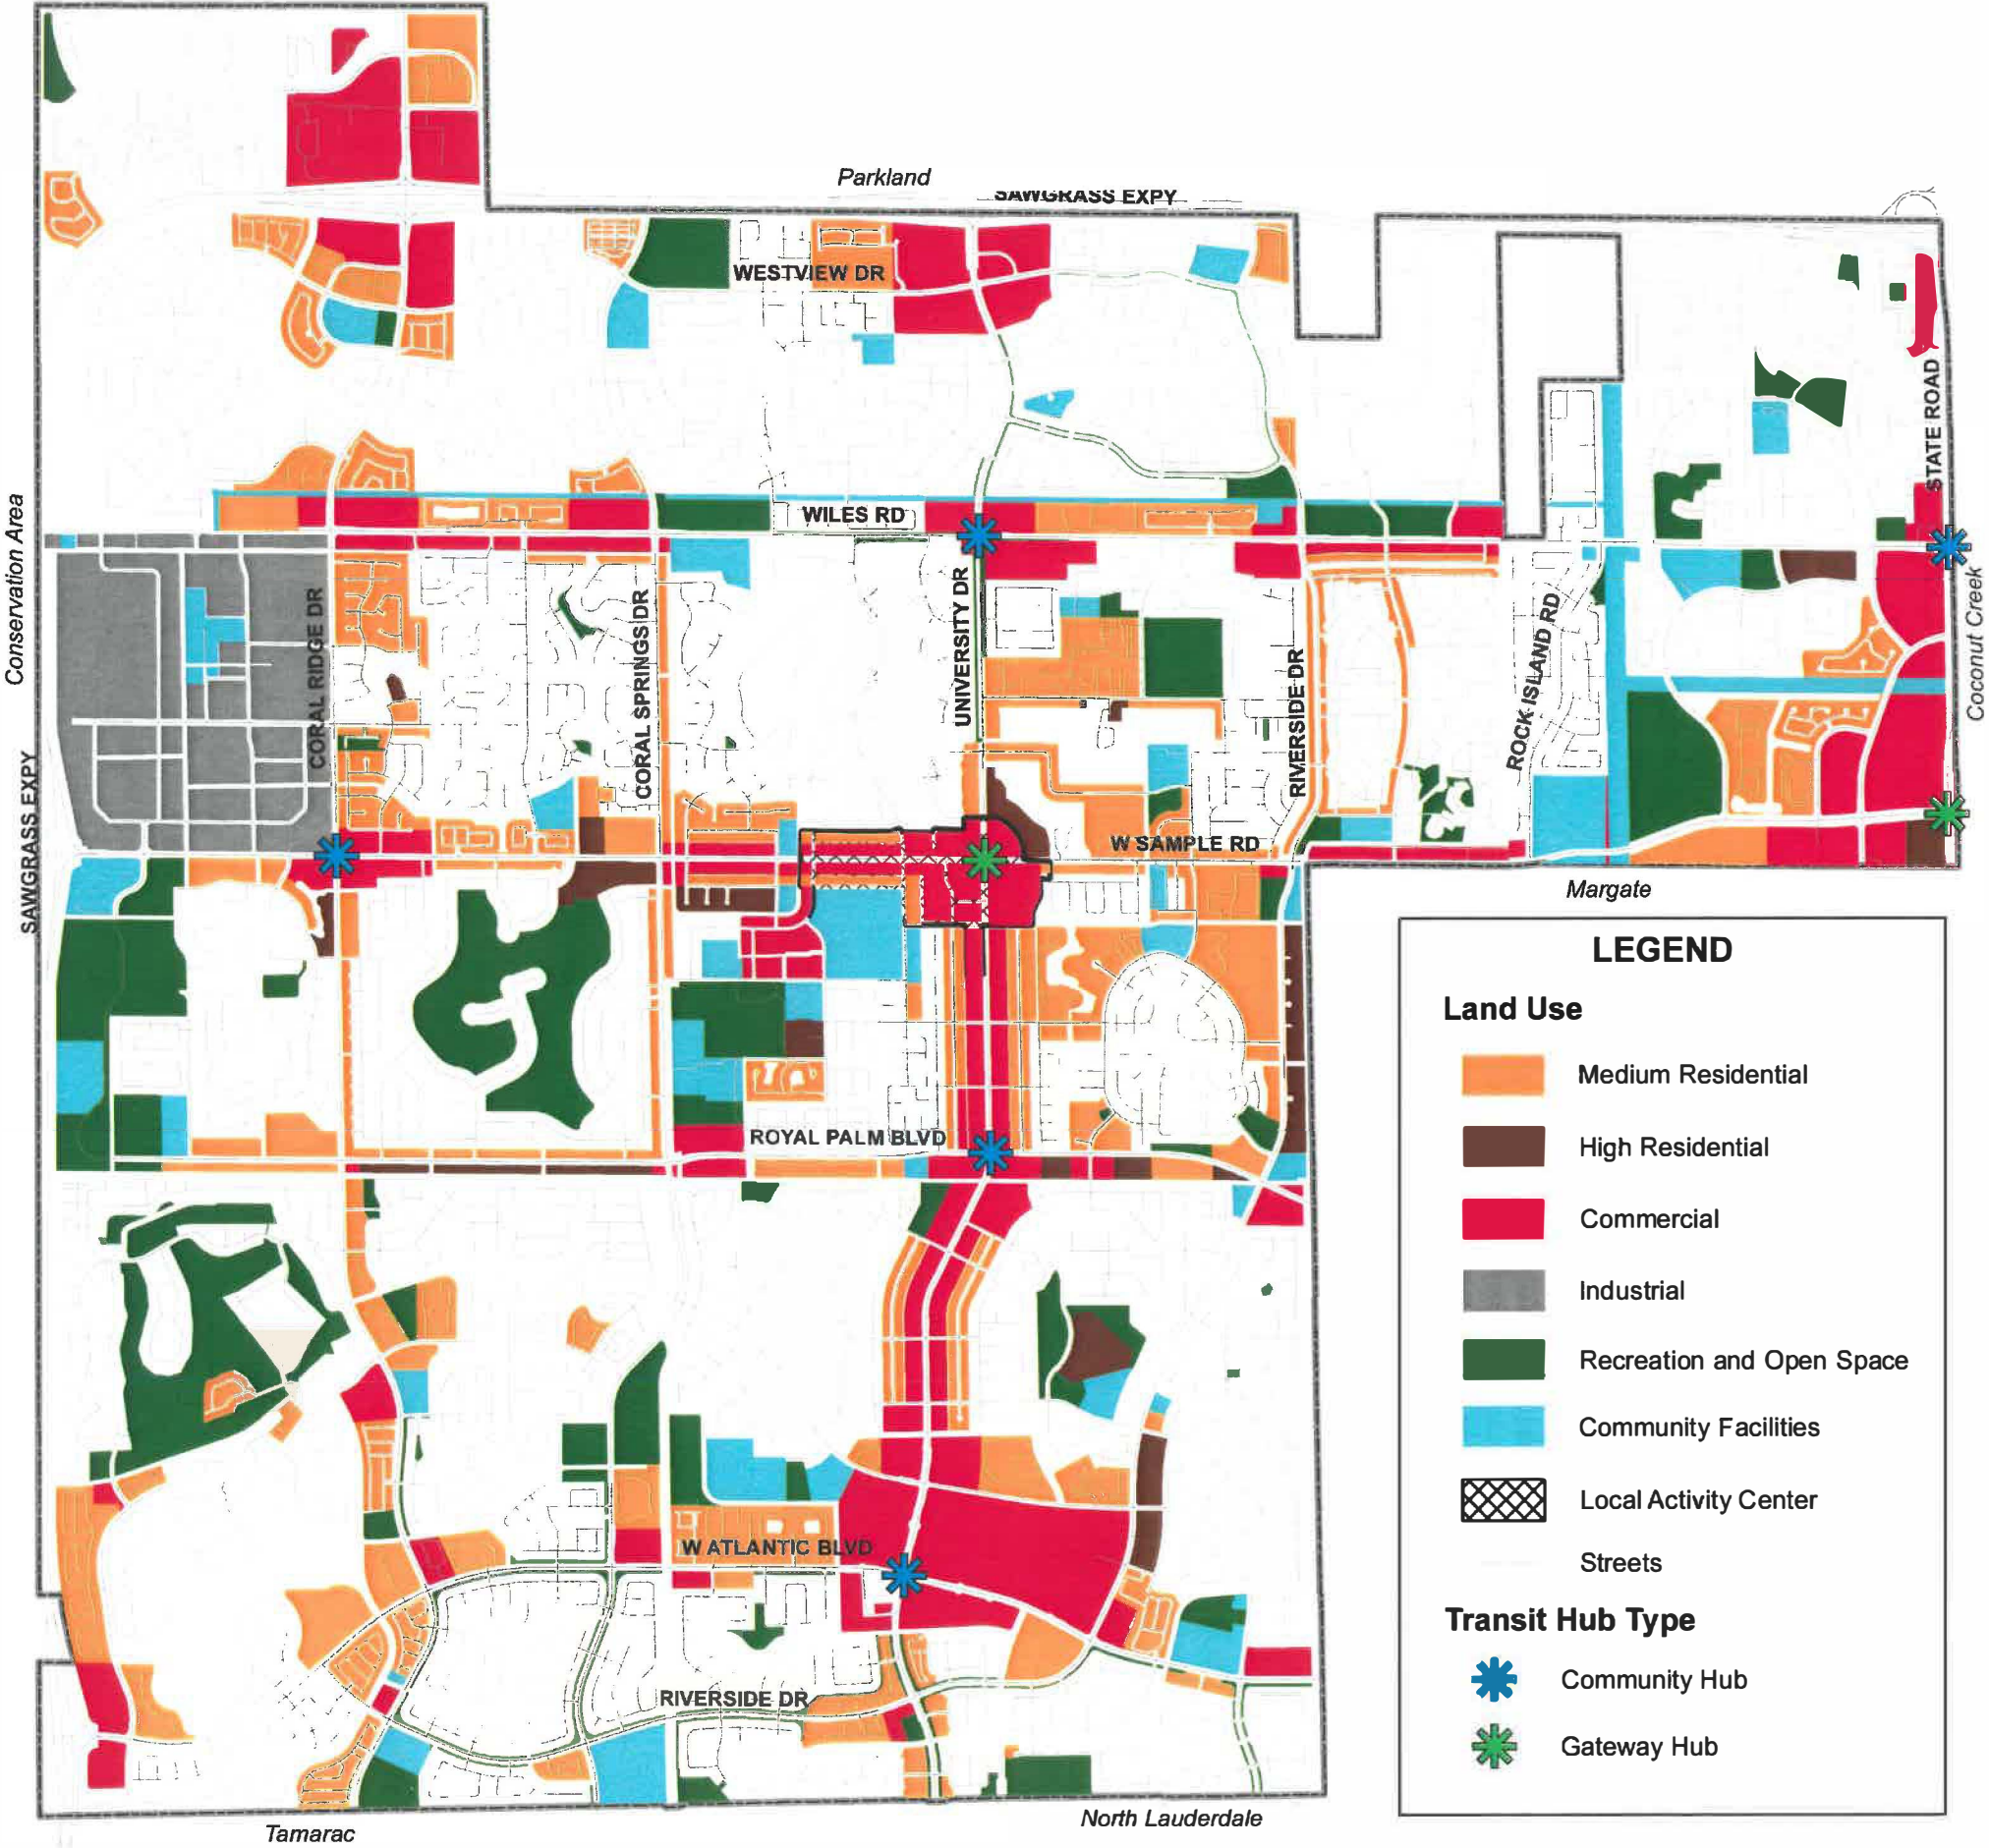 Parkland
SAWGRASS EXPY
WESTVIEW DR
STATE ROAD
Conservation Area
WILES RD
Coconut Creek
CORAL RIDGE DR
CORAL SPRINGS DR
UNIVERSITY DR
RIVERSIDE DR
ROCK ISLAND RD
SAWGRASS EXPY
W SAMPLE RD
Margate
ROYAL PALM BLVD
W ATLANTIC BLVD
RIVERSIDE DR
North Lauderdale
Tamarac
LEGEND
Land Use
Medium Residential
High Residential
Commercial
Industrial
Recreation and Open Space
Community Facilities
Local Activity Center
Streets
Transit Hub Type
Community Hub
Gateway Hub